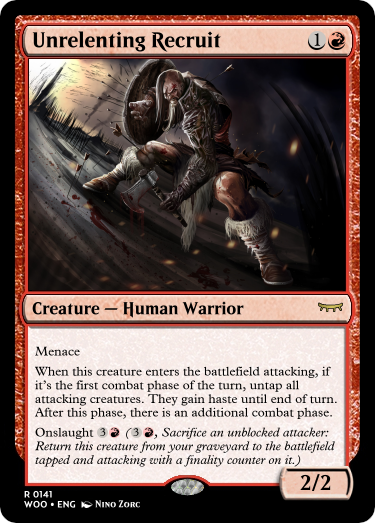 Unrelenting Recruit 1
Creature — Human Warrior
Menace
When this creature enters the battlefield attacking, if
it's the first combat phase of the turn, untap all
attacking creatures. They gain haste until end of turn.
After this phase, there is an additional combat phase.
Onslaught 3 (3, Sacrifice an unblocked attacker:
Return this creature from your graveyard to the battlefield
tapped and attacking with a finality counter on it.)
2/2
R 0141
WOO • ENG Nino Zorc